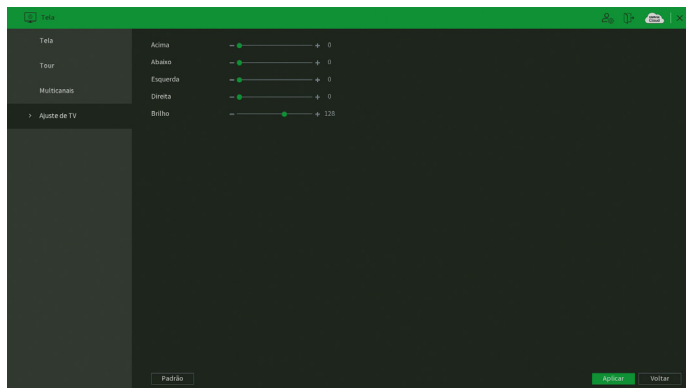 Tela
Tela
Tour
Multicanais
> Ajuste de TV
Acima - + 0
Abaixo - + 0
Esquerda - + 0
Direita - + 0
Brilho - + 128
Padrão
Aplicar
Voltar